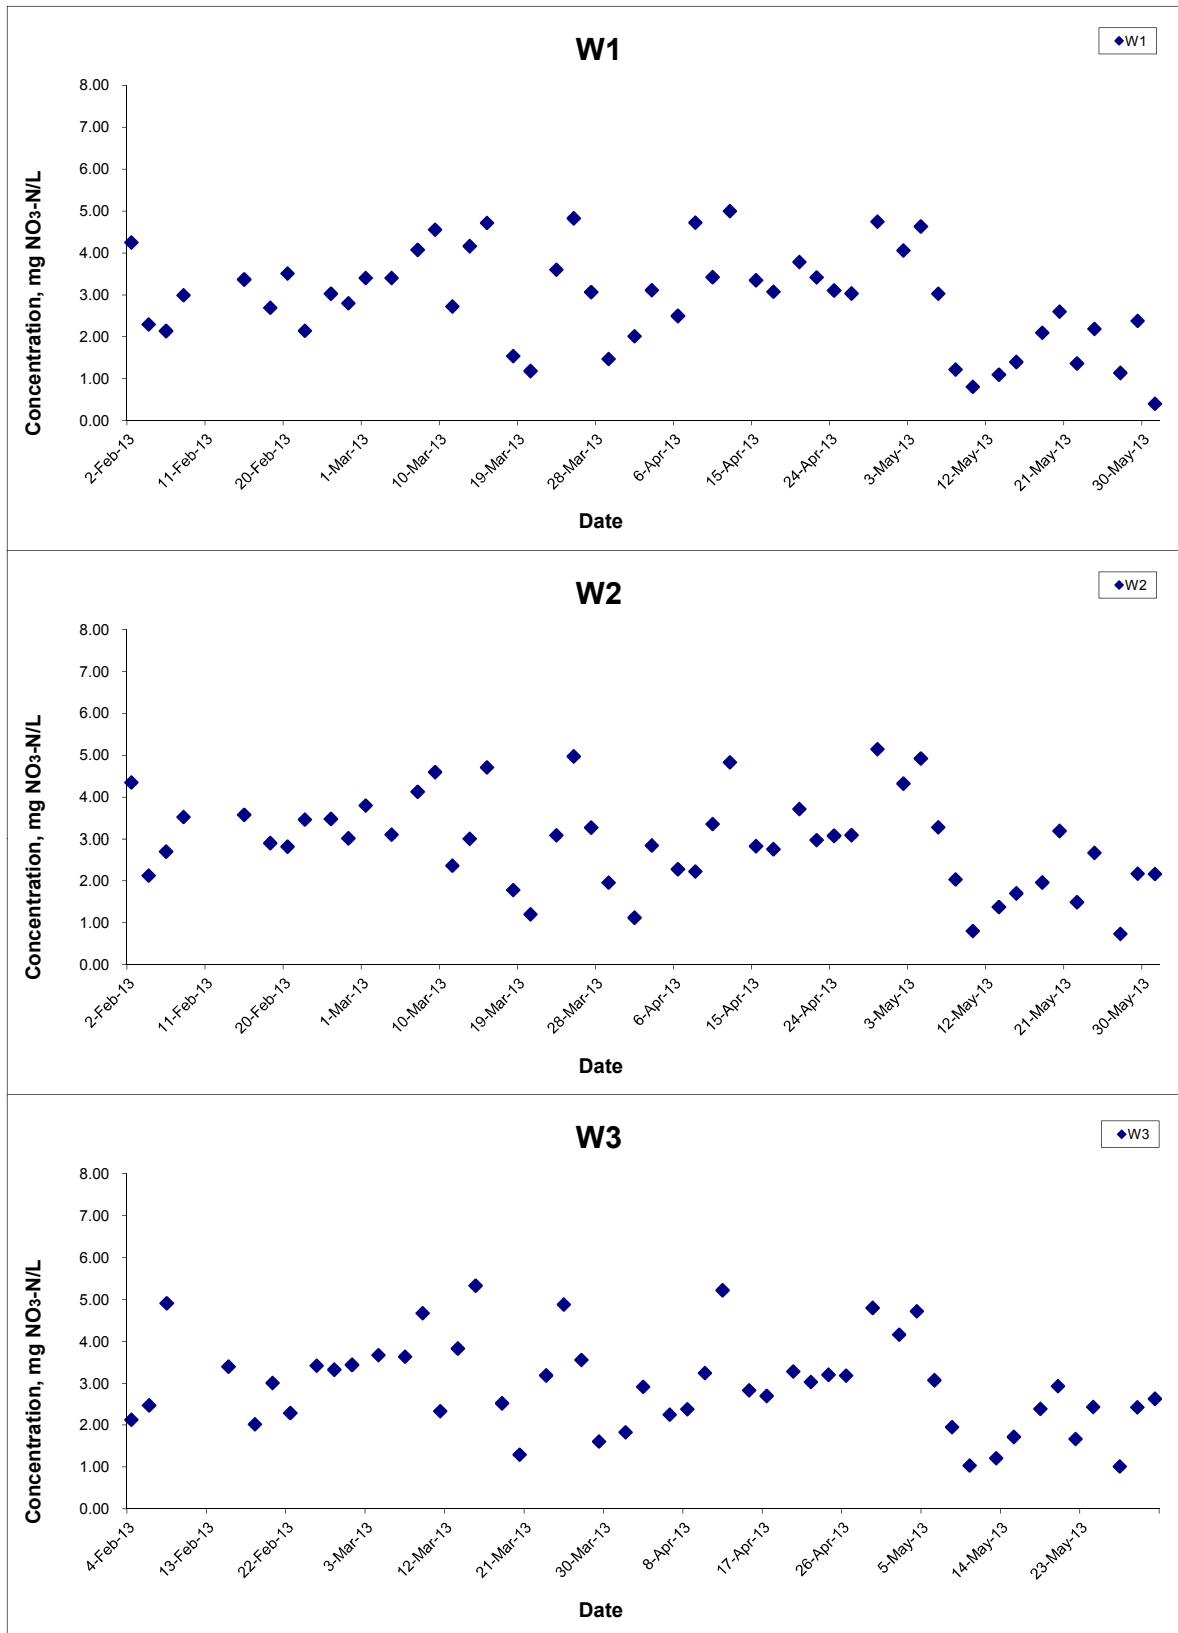 W1
W1
Concentration, mg NO3-N/L
8.00
7.00
6.00
5.00
4.00
3.00
2.00
1.00
0.00
2-Feb-13
11-Feb-13
20-Feb-13
1-Mar-13
10-Mar-13
19-Mar-13
28-Mar-13
6-Apr-13
15-Apr-13
24-Apr-13
3-May-13
12-May-13
21-May-13
30-May-13
Date
W2
W2
Concentration, mg NO3-N/L
8.00
7.00
6.00
5.00
4.00
3.00
2.00
1.00
0.00
2-Feb-13
11-Feb-13
20-Feb-13
1-Mar-13
10-Mar-13
19-Mar-13
28-Mar-13
6-Apr-13
15-Apr-13
24-Apr-13
3-May-13
12-May-13
21-May-13
30-May-13
Date
W3
W3
Concentration, mg NO3-N/L
8.00
7.00
6.00
5.00
4.00
3.00
2.00
1.00
0.00
4-Feb-13
13-Feb-13
22-Feb-13
3-Mar-13
12-Mar-13
21-Mar-13
30-Mar-13
8-Apr-13
17-Apr-13
26-Apr-13
5-May-13
14-May-13
23-May-13
Date